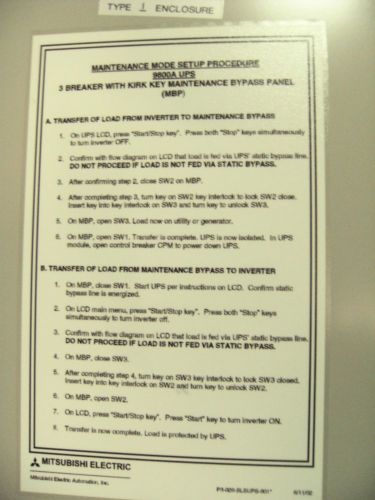 TYPE 1 ENCLOSURE
MAINTENANCE MODE SETUP PROCEDURE
9800A UPS
3 BREAKER WITH KIRK KEY MAINTENANCE BYPASS PANEL
(MBP)
A. TRANSFER OF LOAD FROM INVERTER TO MAINTENANCE BYPASS
1. On UPS LCD, press "Start/Stop key". Press both "Stop" keys simultaneously
to turn inverter OFF.
2. Confirm with flow diagram on LCD that load is fed via UPS' static bypass line.
DO NOT PROCEED IF LOAD IS NOT FED VIA STATIC BYPASS.
3. After confirming step 2, close SW2 on MBP.
4. After completing step 3, turn key on SW2 key interlock to lock SW2 close.
Insert key into key interlock on SW3 and turn key to unlock SW3.
5. On MBP, open SW3. Load now on utility or generator.
6. On MBP, open SW1. Transfer is complete, UPS is now isolated. In UPS
module, open control breaker CPM to power down UPS.
B. TRANSFER OF LOAD FROM MAINTENANCE BYPASS TO INVERTER
1. On MBP, close SW1. Start UPS per instructions on LCD. Confirm static
bypass line is energized.
2. On LCD main menu, press "Start/Stop key". Press both "Stop" keys
simultaneously to turn inverter off.
3. Confirm with flow diagram on LCD that load is fed via UPS' static bypass line.
DO NOT PROCEED IF LOAD IS NOT FED VIA STATIC BYPASS.
4. On MBP, close SW3.
5. After completing step 4, turn key on SW3 key interlock to lock SW3 closed.
Insert key into key interlock on SW2 and turn key to unlock SW2.
6. On MBP, open SW2.
7. On LCD, press "Start/Stop key". Press "Start" key to turn inverter ON.
8. Transfer is now complete. Load is protected by UPS.
MITSUBISHI ELECTRIC
Mitsubishi Electric Automation, Inc.